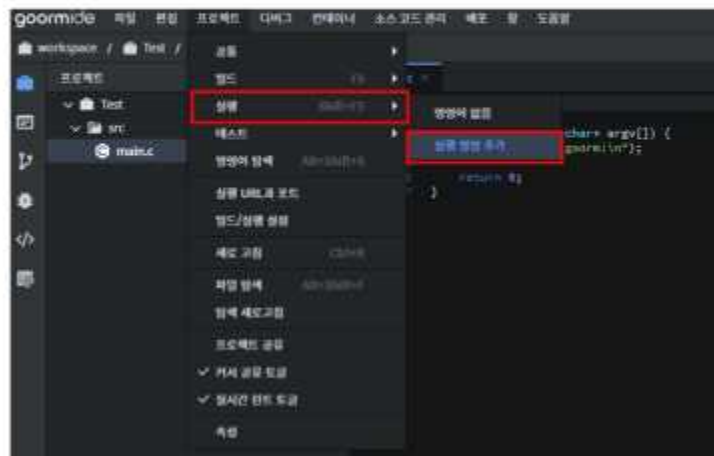 goormide 파일 편집 프로젝트 디버그 컨테이너 소스코드 관리 배포 창 도움말
workspace / Test /
프로젝트
Test
src
main.c
공통
빌드
실행
테스트
명령어 탐색 Alt+Shift+R
실행 URL과 포트
빌드/실행 설정
새로 고침
파일 탐색 Alt+Shift+F
탐색 새로고침
프로젝트 공유
커서 공유 토글
실시간 힌트 토글
속성
명령어 없음
실행 명령 추가
char* argv[]) {
goorm!\n");
return 0;
}